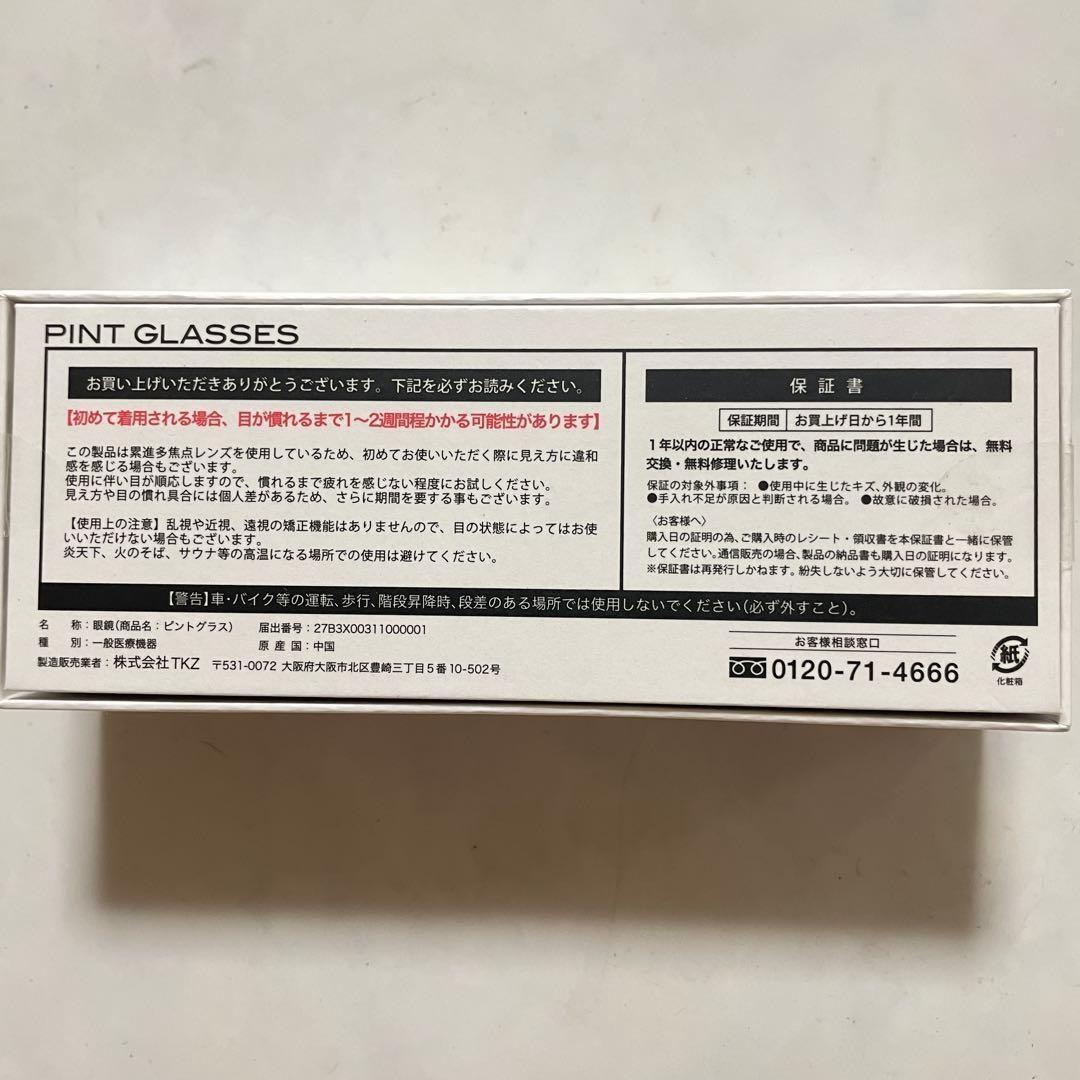 PINT GLASSES
お買い上げいただきありがとうございます。下記を必ずお読みください。
【初めて着用される場合、目が慣れるまで1〜2週間程かかる可能性があります】
この製品は累進多焦点レンズを使用しているため、初めてお使いいただく際に見え方に違和
感を感じる場合もございます。
使用に伴い目が順応しますので、慣れるまで疲れを感じない程度にお試しください。
見え方や目の慣れ具合には個人差があるため、さらに期間を要する事もございます。
【使用上の注意】乱視や近視、遠視の矯正機能はありませんので、目の状態によってはお使
いいただけない場合もございます。
炎天下、火のそば、サウナ等の高温になる場所での使用は避けてください。
保証書
保証期間 お買上げ日から1年間
1年以内の正常なご使用で、商品に問題が生じた場合は、無料
交換・無料修理いたします。
保証の対象外事項： ●使用中に生じたキズ、外観の変化。
●手入れ不足が原因と判断される場合。 ●故意に破損された場合。
〈お客様へ〉
購入日の証明の為、ご購入時のレシート・領収書を本保証書と一緒に保管
してください。通信販売の場合、製品の納品書も購入日の証明になります。
※保証書は再発行しかねます。紛失しないよう大切に保管してください。
【警告】車・バイク等の運転、歩行、階段昇降時、段差のある場所では使用しないでください（必ず外すこと）。
名 称：眼鏡（商品名：ピントグラス） 届出番号：27B3X00311000001
種 別：一般医療機器 原産国：中国
製造販売業者：株式会社TKZ 〒531-0072 大阪府大阪市北区豊崎三丁目5番10-502号
お客様相談窓口
0120-71-4666
紙
化粧箱